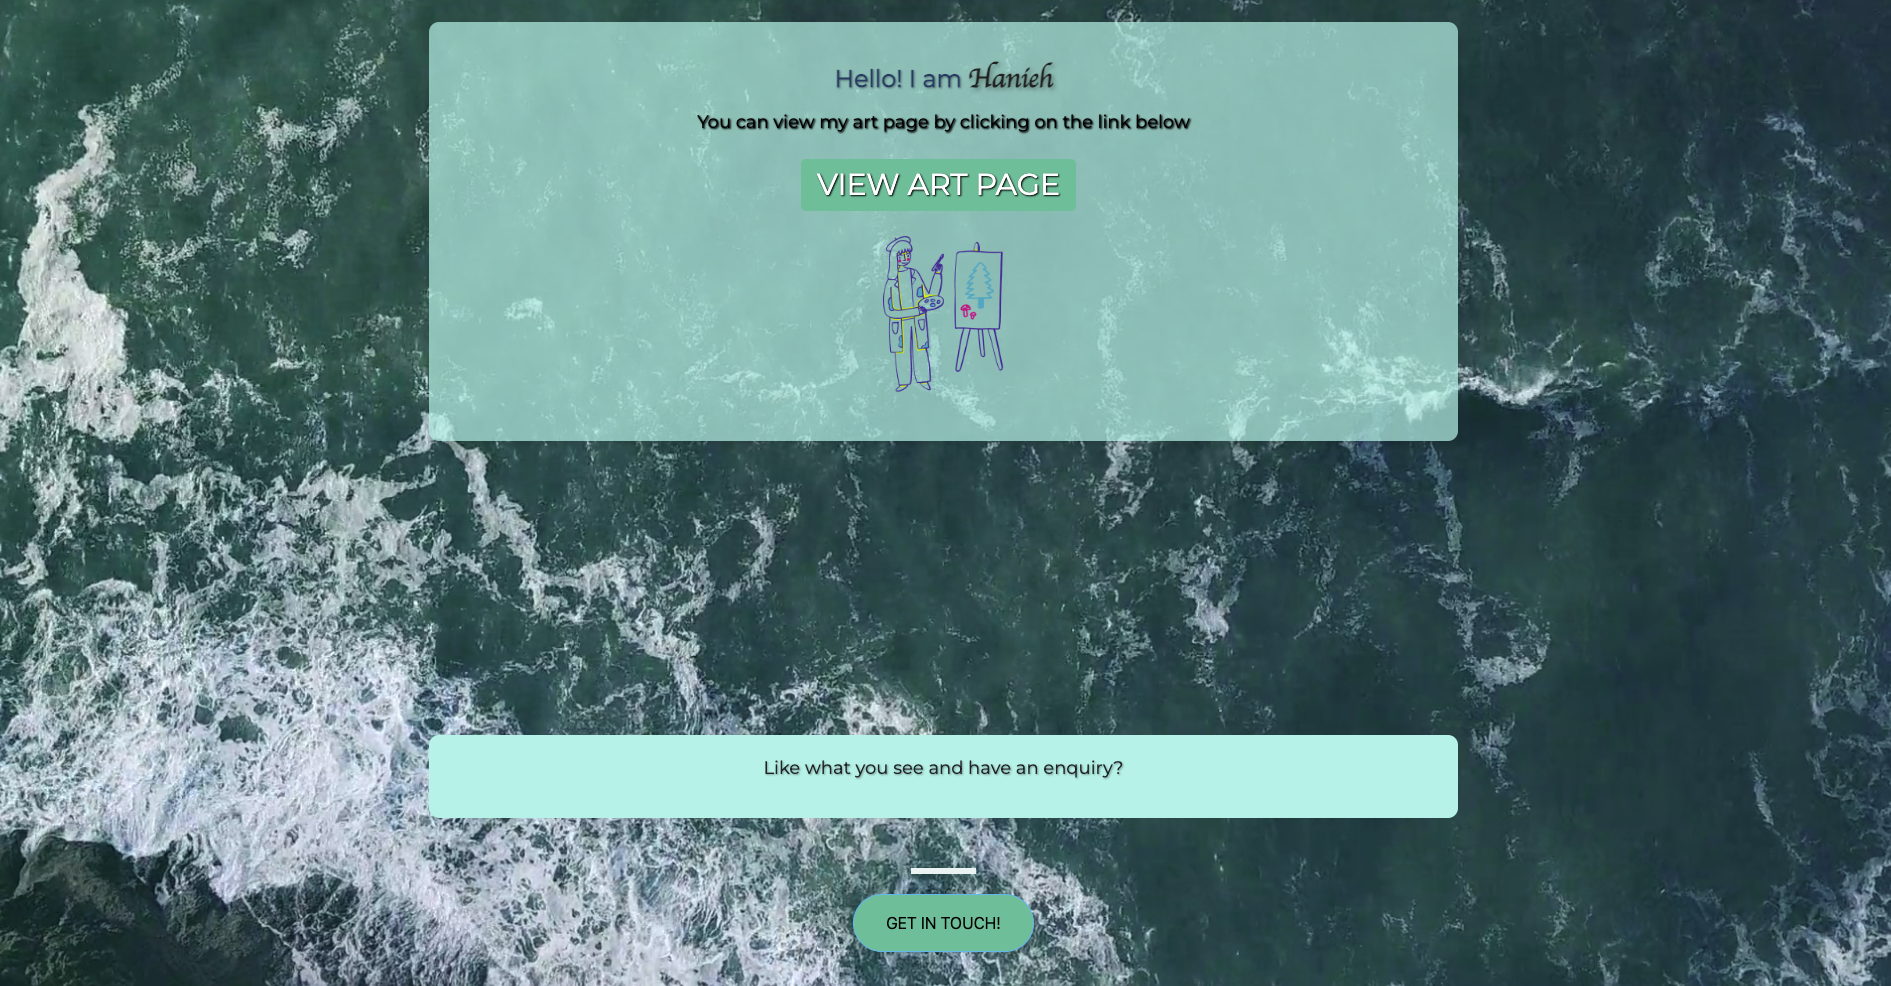 Hello! I am Hanieh
You can view my art page by clicking on the link below
VIEW ART PAGE
Like what you see and have an enquiry?
GET IN TOUCH!